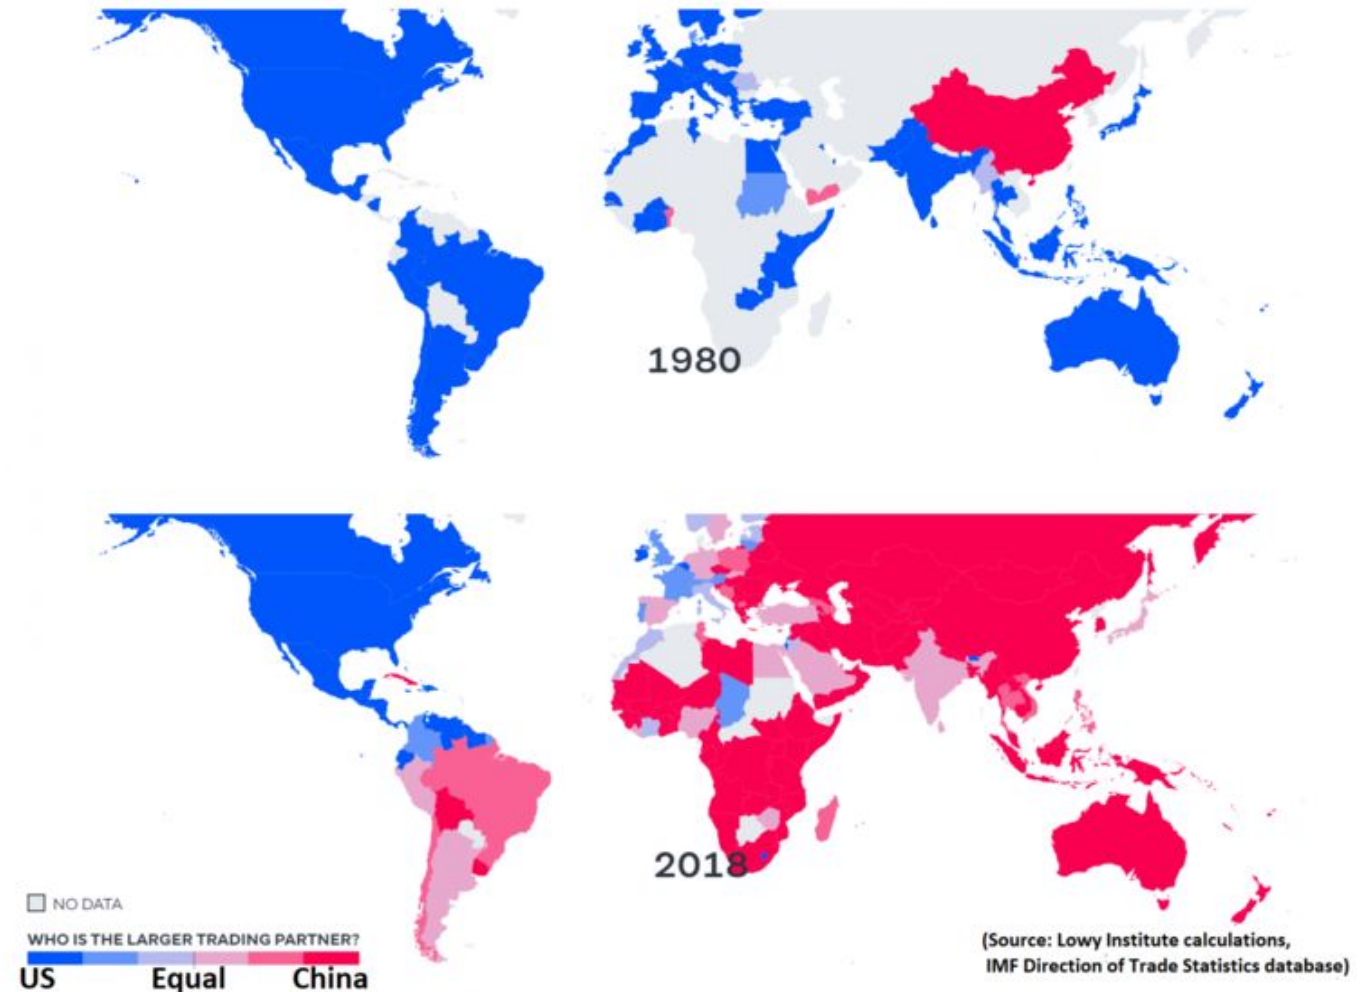 1980
2018
NO DATA
WHO IS THE LARGER TRADING PARTNER?
US Equal China
(Source: Lowy Institute calculations,
IMF Direction of Trade Statistics database)